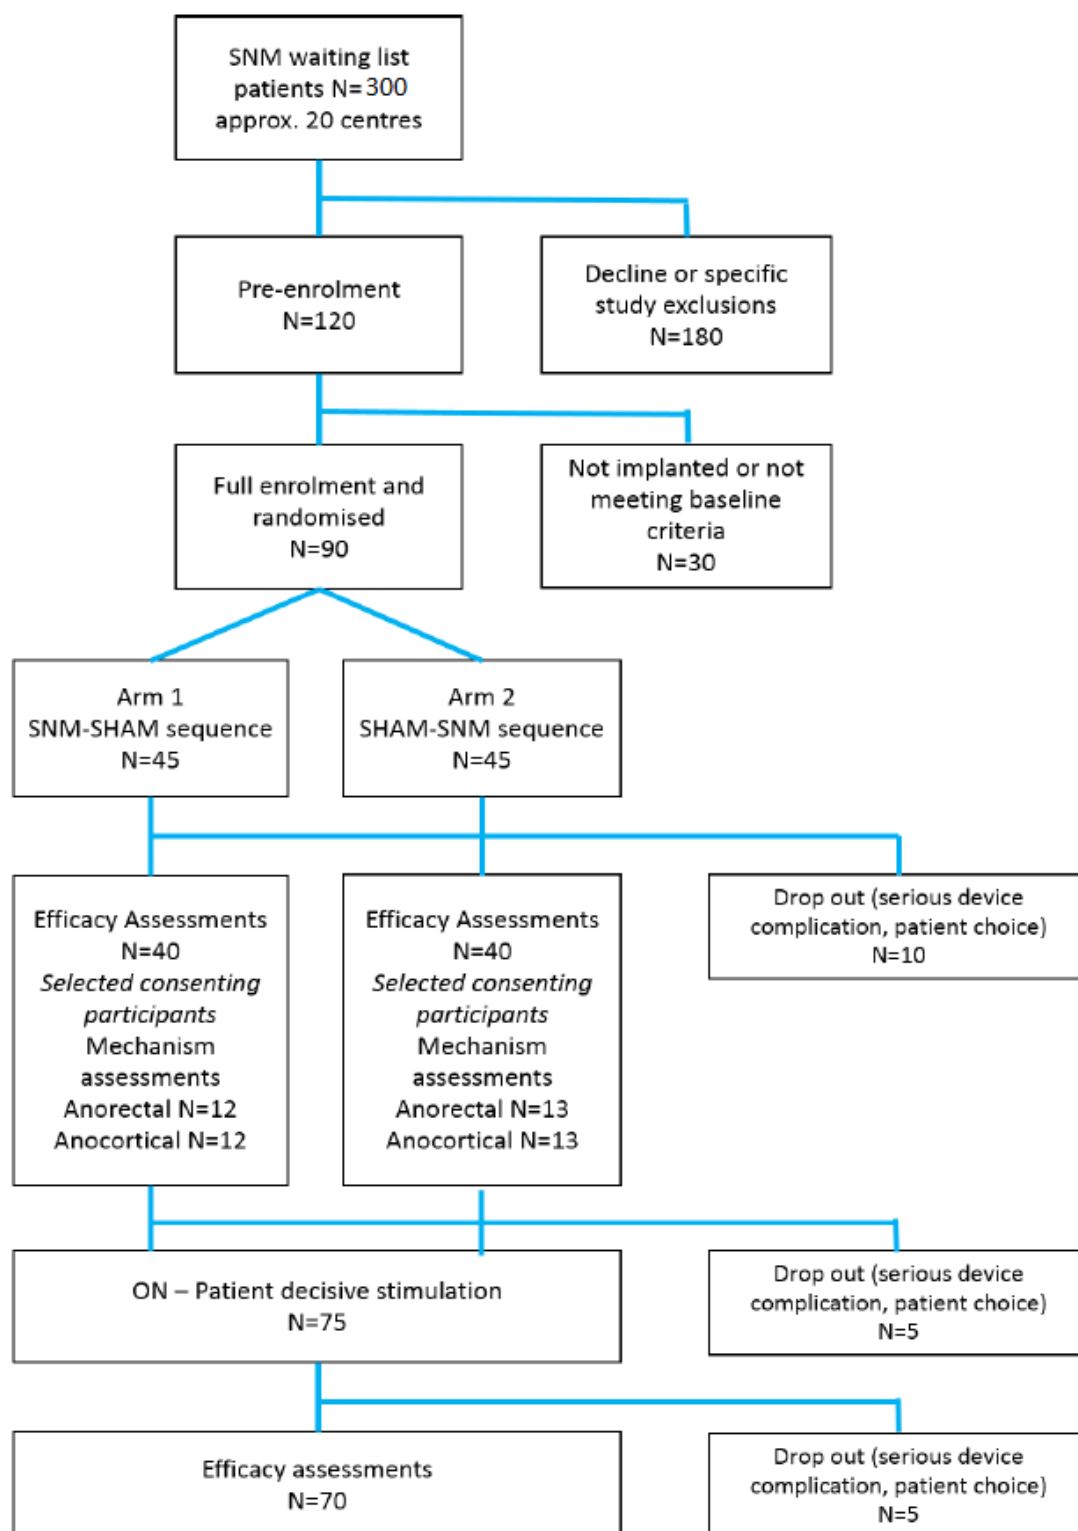 SNM waiting list
patients N=300
approx. 20 centres
Pre-enrolment
N=120
Decline or specific
study exclusions
N=180
Full enrolment and
randomised
N=90
Not implanted or not
meeting baseline
criteria
N=30
Arm 1
SNM-SHAM sequence
N=45
Arm 2
SHAM-SNM sequence
N=45
Efficacy Assessments
N=40
Selected consenting
participants
Mechanism
assessments
Anorectal N=12
Anocortical N=12
Efficacy Assessments
N=40
Selected consenting
participants
Mechanism
assessments
Anorectal N=13
Anocortical N=13
Drop out (serious device
complication, patient choice)
N=10
ON – Patient decisive stimulation
N=75
Drop out (serious device
complication, patient choice)
N=5
Efficacy assessments
N=70
Drop out (serious device
complication, patient choice)
N=5